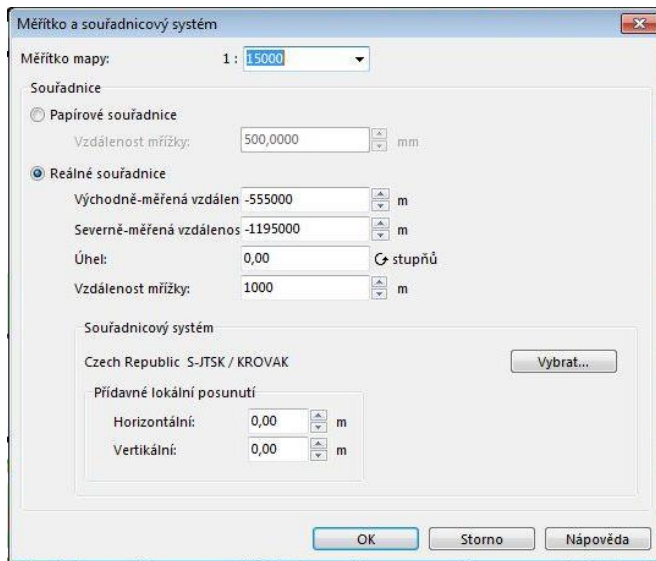 Měřítko a souřadnicový systém
Měřítko mapy: 1 : 15000
Souřadnice
Papírové souřadnice
Vzdálenost mřížky: 500,0000 mm
Reálné souřadnice
Východně-měřená vzdálen -555000 m
Severně-měřená vzdálenos -1195000 m
Úhel: 0,00 stupňů
Vzdálenost mřížky: 1000 m
Souřadnicový systém
Czech Republic S-JTSK / KROVAK Vybrat...
Přídavné lokální posunutí
Horizontální: 0,00 m
Vertikální: 0,00 m
OK Storno Nápověda